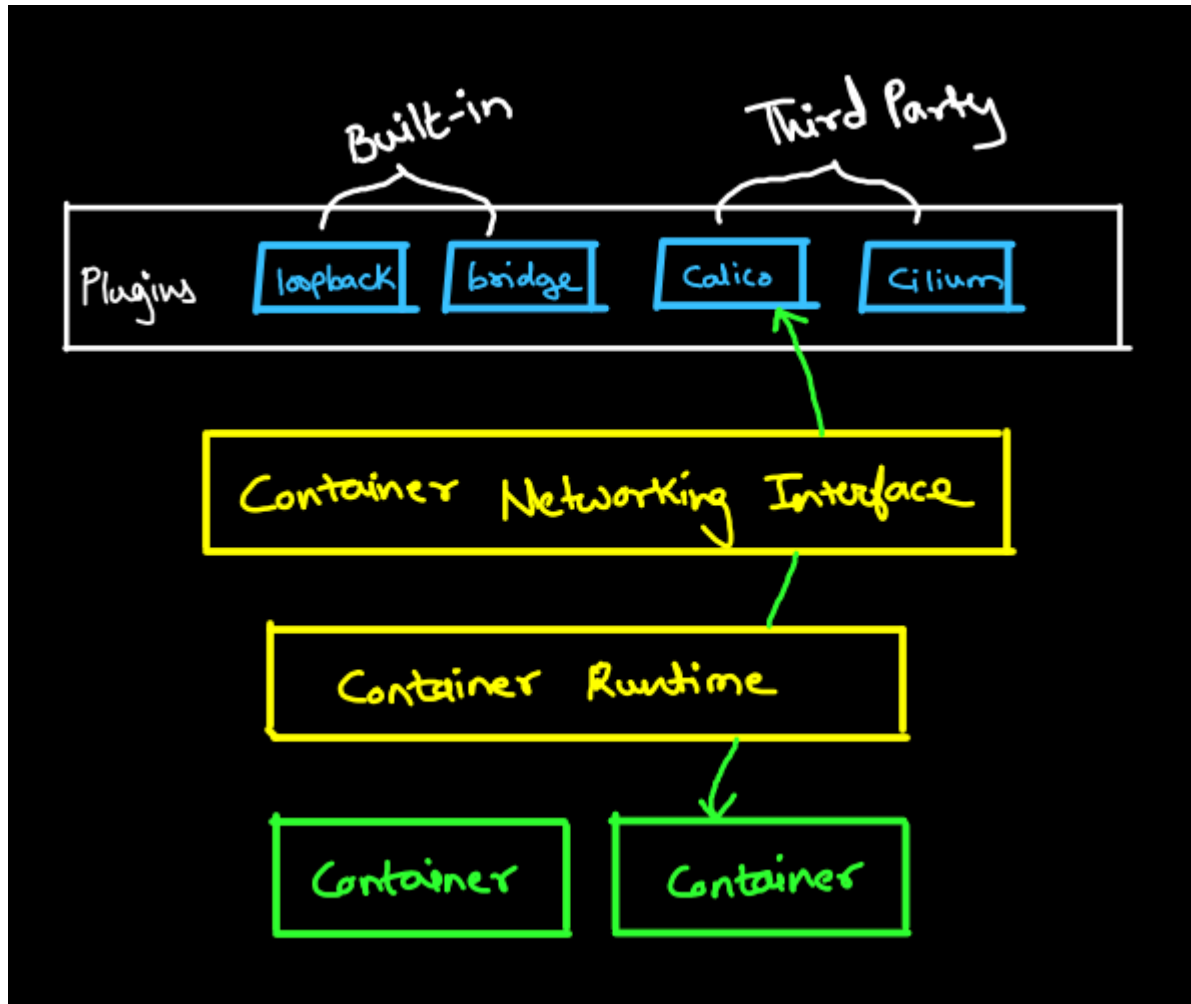 Built-in
Third Party
Plugins
loopback
bridge
Calico
Cilium
Container Networking Interface
Container Runtime
Container
Container